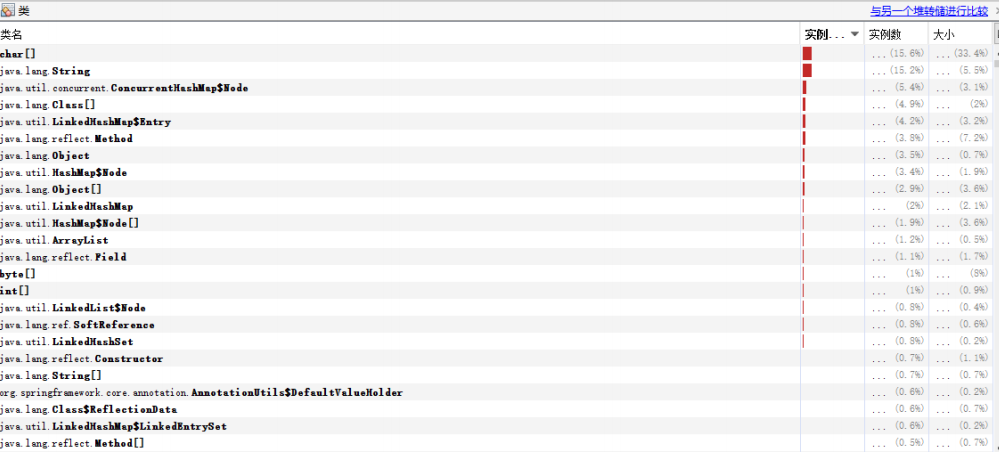 类 与另一个堆转储进行比较
类名 实例... 实例数 大小
char[] ... (15.6%) ... (33.4%)
java.lang.String ... (15.2%) ... (5.5%)
java.util.concurrent.ConcurrentHashMap$Node ... (5.4%) ... (3.1%)
java.lang.Class[] ... (4.9%) ... (2%)
java.util.LinkedHashMap$Entry ... (4.2%) ... (3.2%)
java.lang.reflect.Method ... (3.8%) ... (7.2%)
java.lang.Object ... (3.5%) ... (0.7%)
java.util.HashMap$Node ... (3.4%) ... (1.9%)
java.lang.Object[] ... (2.9%) ... (3.6%)
java.util.LinkedHashMap ... (2%) ... (2.1%)
java.util.HashMap$Node[] ... (1.9%) ... (3.6%)
java.util.ArrayList ... (1.2%) ... (0.5%)
java.lang.reflect.Field ... (1.1%) ... (1.7%)
byte[] ... (1%) ... (8%)
int[] ... (1%) ... (0.9%)
java.util.LinkedList$Node ... (0.8%) ... (0.4%)
java.lang.ref.SoftReference ... (0.8%) ... (0.6%)
java.util.LinkedHashSet ... (0.8%) ... (0.2%)
java.lang.reflect.Constructor ... (0.7%) ... (1.1%)
java.lang.String[] ... (0.7%) ... (0.7%)
org.springframework.core.annotation.AnnotationUtils$DefaultValueHolder ... (0.6%) ... (0.2%)
java.lang.Class$ReflectionData ... (0.6%) ... (0.7%)
java.util.LinkedHashMap$LinkedEntrySet ... (0.6%) ... (0.2%)
java.lang.reflect.Method[] ... (0.5%) ... (0.7%)